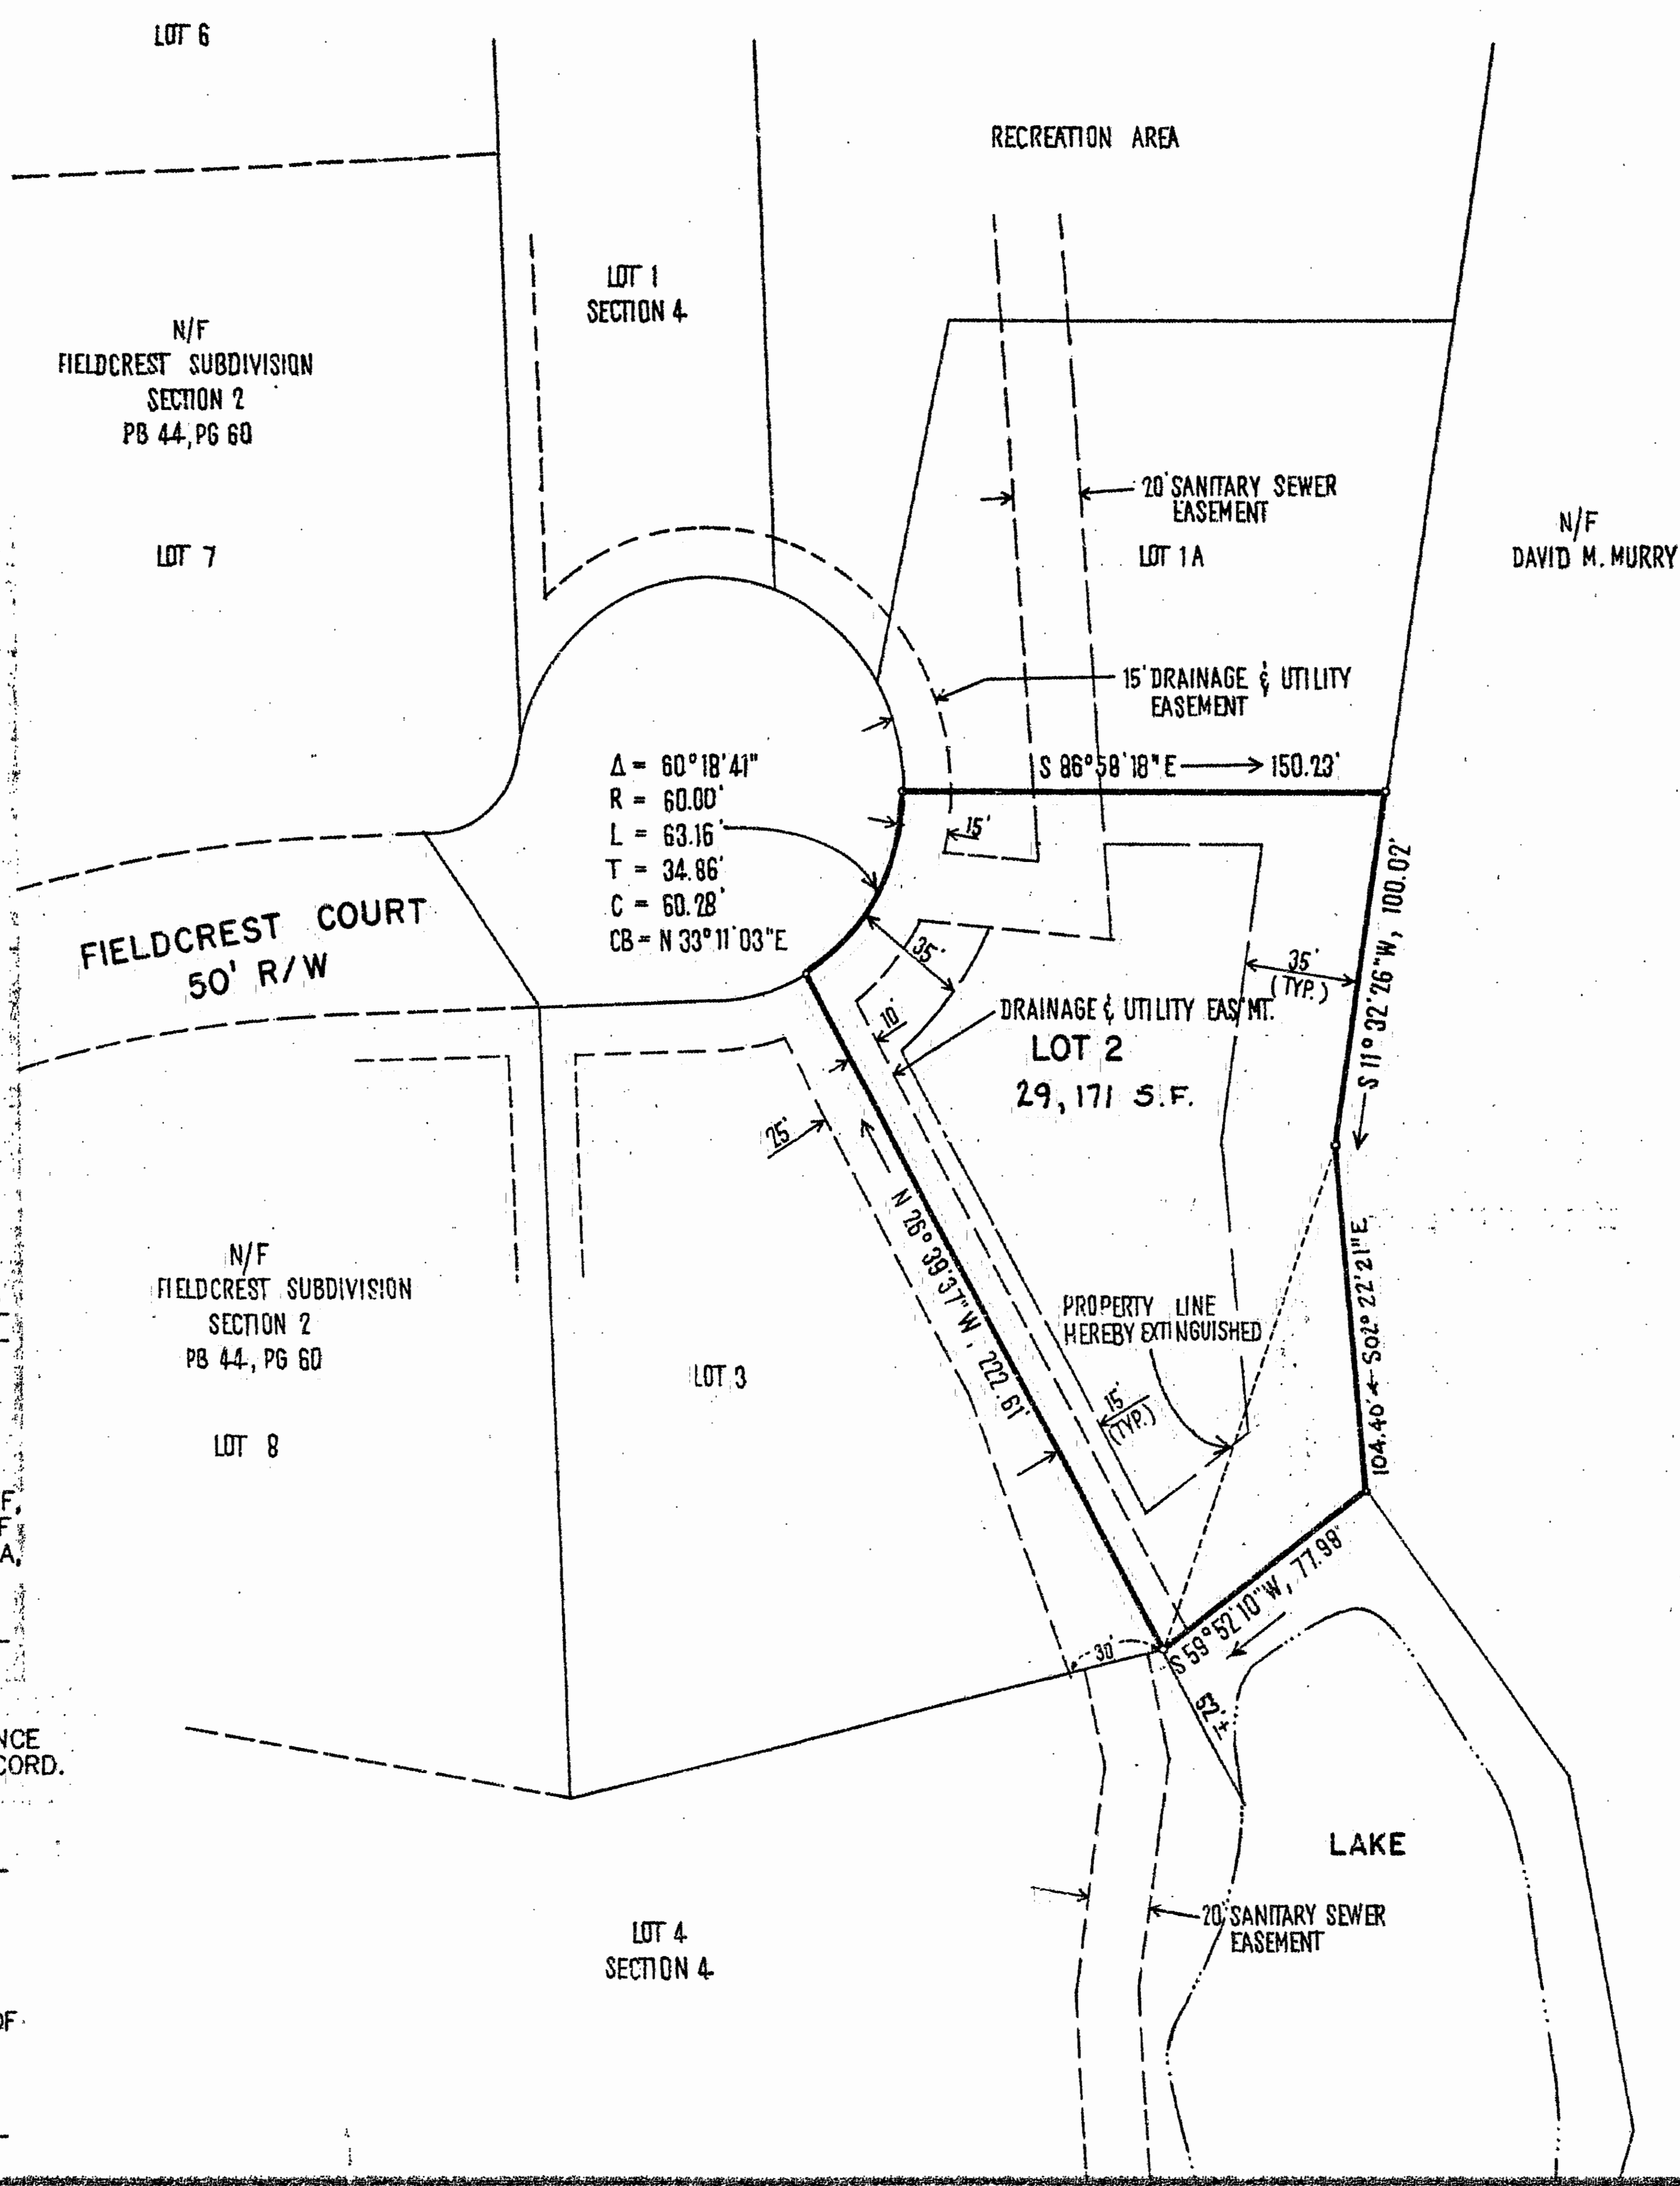 LOT 6
RECREATION AREA
LOT 1
SECTION 4
N/F
FIELDCREST SUBDIVISION
SECTION 2
PB 44, PG 60
LOT 7
20' SANITARY SEWER
EASEMENT
LOT 1A
N/F
DAVID M. MURRY
15' DRAINAGE & UTILITY
EASEMENT
S 86°58'18"E 150.23'
Δ = 60°18'41"
R = 60.00'
L = 63.16'
T = 34.86'
C = 60.28'
CB = N 33°11'03"E
15'
FIELDCREST COURT
50' R/W
35'
35'
(TYP.)
S 11°32'26"W, 100.02'
10'
DRAINAGE & UTILITY EAS'MT.
LOT 2
29,171 S.F.
25'
N 26°39'37"W, 222.61'
104.40' S02°22'21"E
PROPERTY LINE
HEREBY EXTINGUISHED
N/F
FIELDCREST SUBDIVISION
SECTION 2
PB 44, PG 60
LOT 3
LOT 8
15'
(TYP.)
F,
F
A,
S 59°52'10"W, 77.98'
30'
52'±
NCE
CORD.
LAKE
LOT 4
SECTION 4
20' SANITARY SEWER
EASEMENT
OF